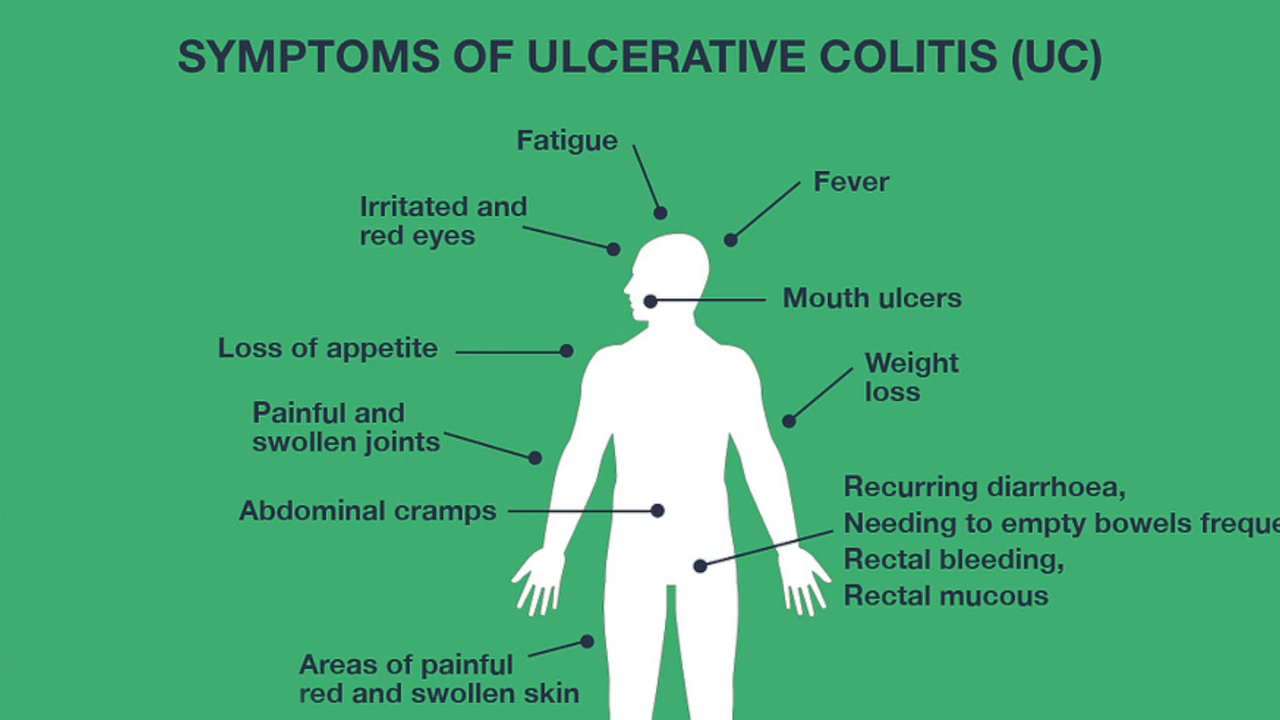 SYMPTOMS OF ULCERATIVE COLITIS (UC)
Fatigue
Fever
Irritated and
red eyes
Mouth ulcers
Loss of appetite
Weight
loss
Painful and
swollen joints
Abdominal cramps
Recurring diarrhoea,
Needing to empty bowels
Rectal bleeding,
Rectal mucous
Areas of painful
red and swollen skin